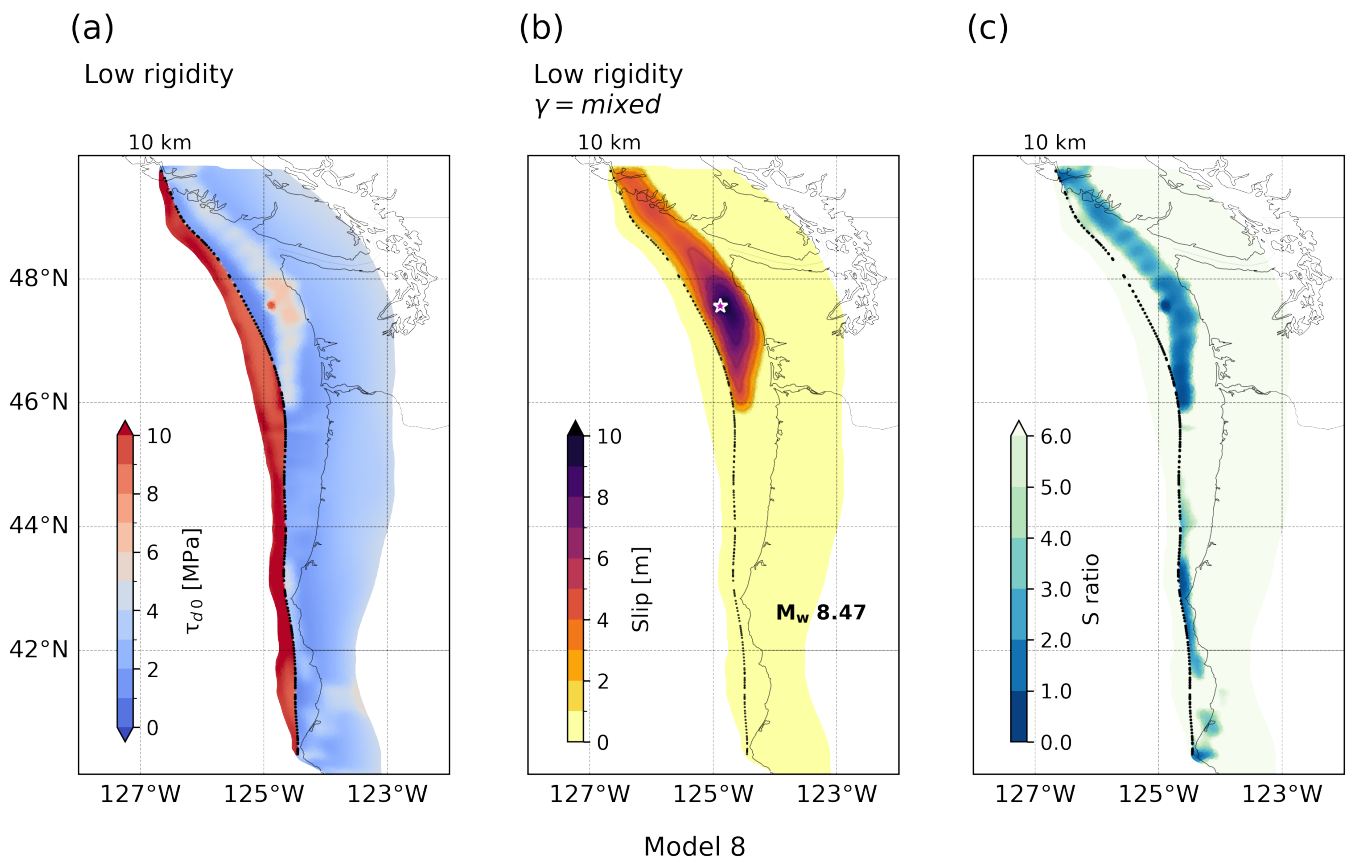 (a) (b) (c)
Low rigidity Low rigidity
γ = mixed
10 km 10 km 10 km
48°N
46°N
44°N
42°N
10
8
6
4
2
0
τd0 [MPa]
10
8
6
4
2
0
Slip [m]
Mw 8.47
6.0
5.0
4.0
3.0
2.0
1.0
0.0
S ratio
127°W 125°W 123°W 127°W 125°W 123°W 127°W 125°W 123°W
Model 8